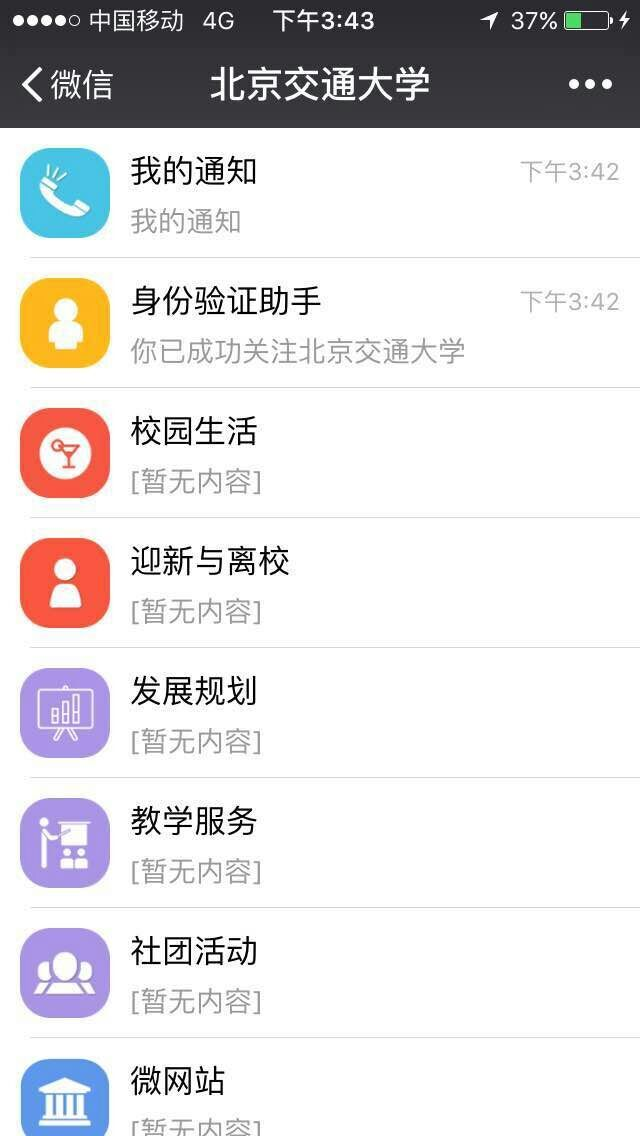 中国移动 4G 下午3:43 37%
微信 北京交通大学
我的通知 下午3:42
我的通知
身份验证助手 下午3:42
你已成功关注北京交通大学
校园生活
[暂无内容]
迎新与离校
[暂无内容]
发展规划
[暂无内容]
教学服务
[暂无内容]
社团活动
[暂无内容]
微网站
[暂无内容]